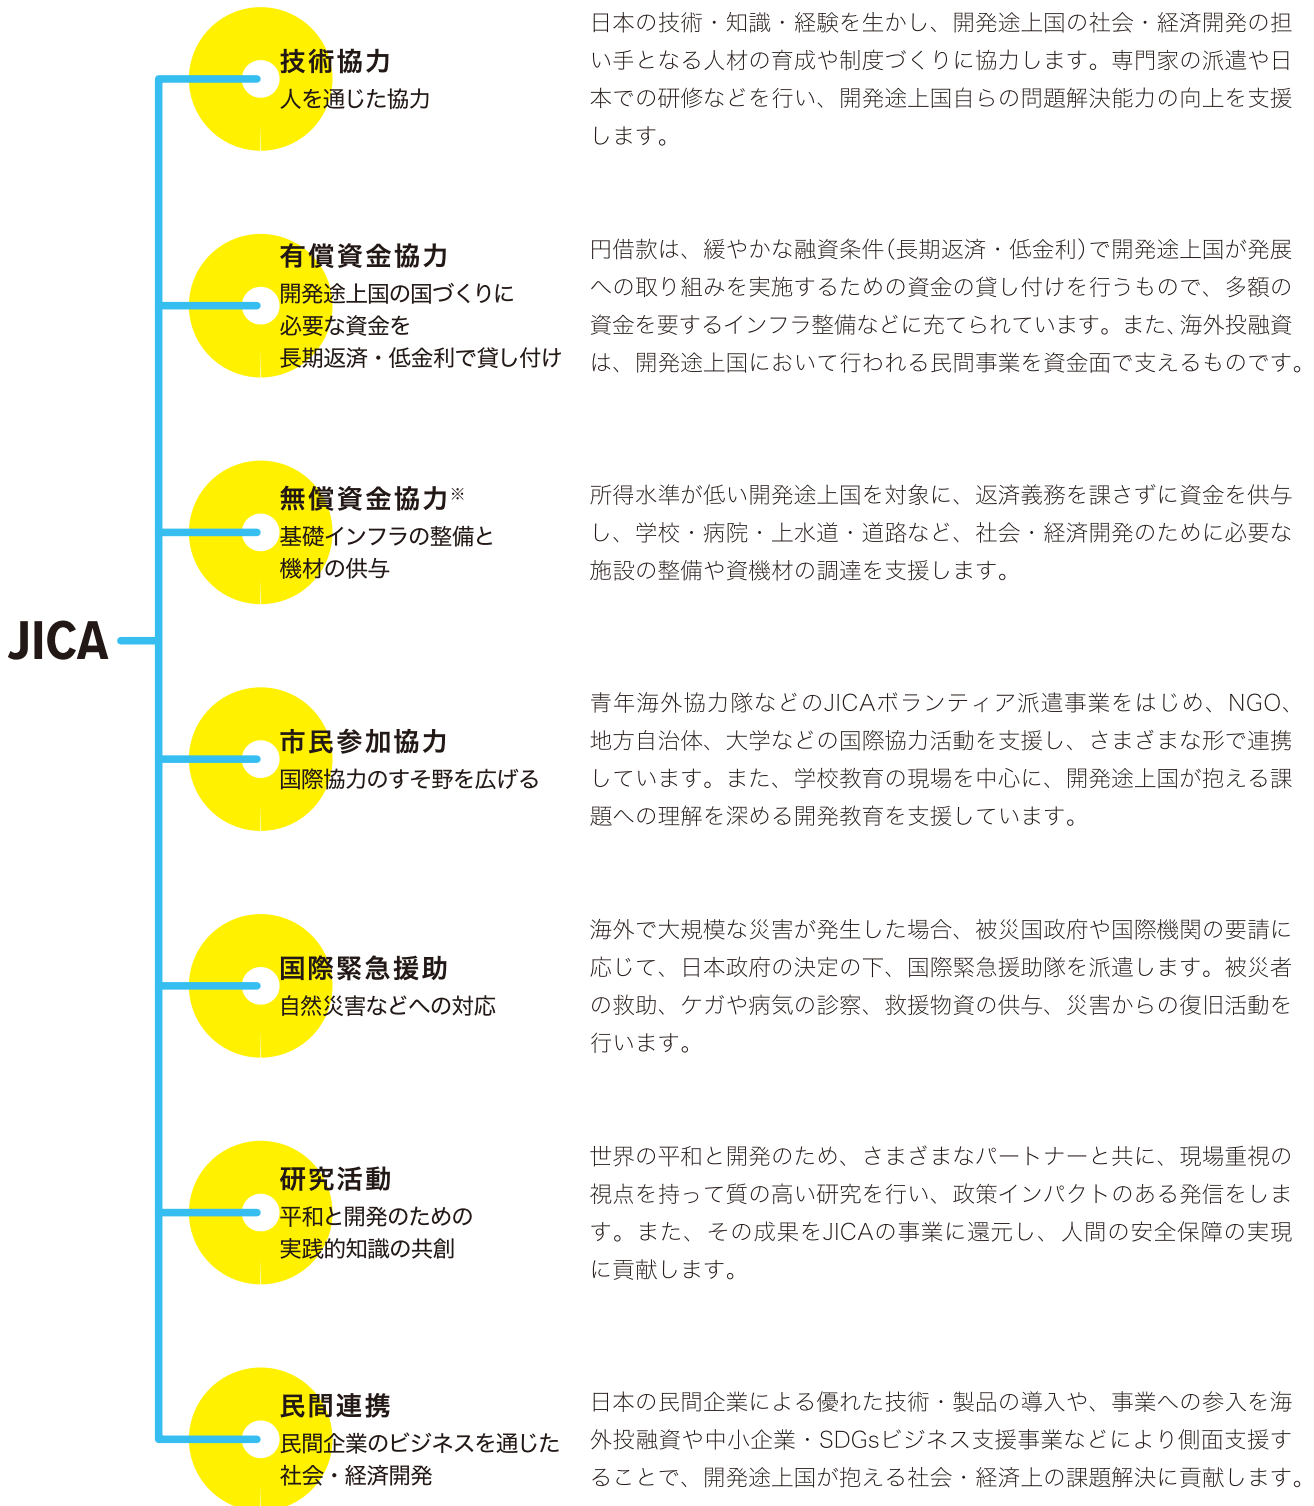 技術協力
人を通じた協力
日本の技術・知識・経験を生かし、開発途上国の社会・経済開発の担
い手となる人材の育成や制度づくりに協力します。専門家の派遣や日
本での研修などを行い、開発途上国自らの問題解決能力の向上を支援
します。
有償資金協力
開発途上国の国づくりに
必要な資金を
長期返済・低金利で貸し付け
円借款は、緩やかな融資条件(長期返済・低金利)で開発途上国が発展
への取り組みを実施するための資金の貸し付けを行うもので、多額の
資金を要するインフラ整備などに充てられています。また、海外投融資
は、開発途上国において行われる民間事業を資金面で支えるものです。
無償資金協力※
基礎インフラの整備と
機材の供与
所得水準が低い開発途上国を対象に、返済義務を課さずに資金を供与
し、学校・病院・上水道・道路など、社会・経済開発のために必要な
施設の整備や資機材の調達を支援します。
JICA
市民参加協力
国際協力のすそ野を広げる
青年海外協力隊などのJICAボランティア派遣事業をはじめ、NGO、
地方自治体、大学などの国際協力活動を支援し、さまざまな形で連携
しています。また、学校教育の現場を中心に、開発途上国が抱える課
題への理解を深める開発教育を支援しています。
国際緊急援助
自然災害などへの対応
海外で大規模な災害が発生した場合、被災国政府や国際機関の要請に
応じて、日本政府の決定の下、国際緊急援助隊を派遣します。被災者
の救助、ケガや病気の診察、救援物資の供与、災害からの復旧活動を
行います。
研究活動
平和と開発のための
実践的知識の共創
世界の平和と開発のため、さまざまなパートナーと共に、現場重視の
視点を持って質の高い研究を行い、政策インパクトのある発信をしま
す。また、その成果をJICAの事業に還元し、人間の安全保障の実現
に貢献します。
民間連携
民間企業のビジネスを通じた
社会・経済開発
日本の民間企業による優れた技術・製品の導入や、事業への参入を海
外投融資や中小企業・SDGsビジネス支援事業などにより側面支援す
ることで、開発途上国が抱える社会・経済上の課題解決に貢献します。